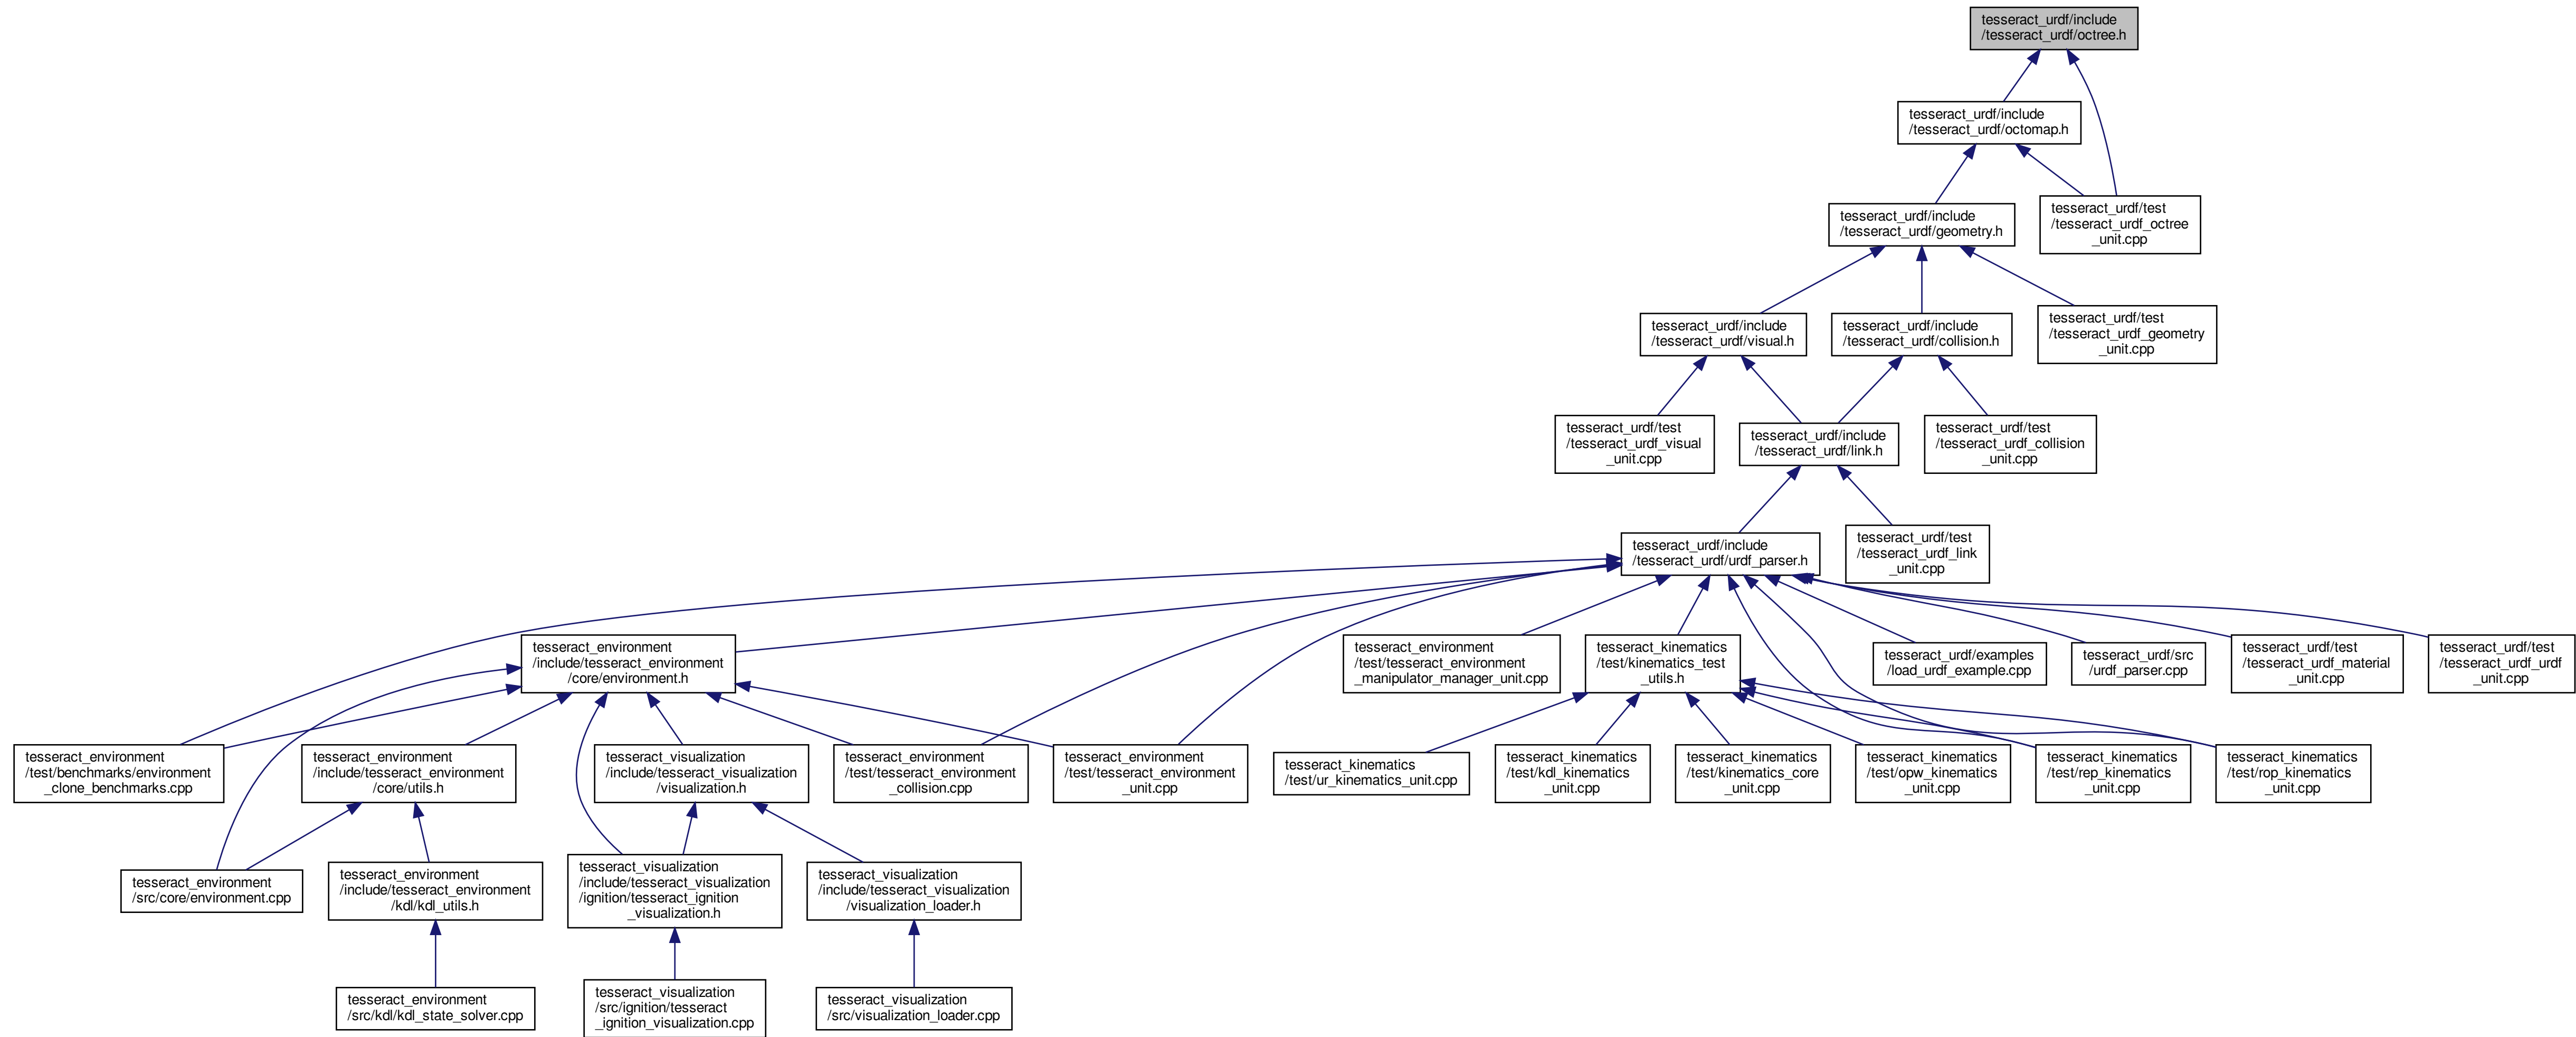 tesseract_urdf/include
/tesseract_urdf/octree.h
tesseract_urdf/include
/tesseract_urdf/octomap.h
tesseract_urdf/include
/tesseract_urdf/geometry.h
tesseract_urdf/test
/tesseract_urdf_octree
_unit.cpp
tesseract_urdf/include
/tesseract_urdf/visual.h
tesseract_urdf/include
/tesseract_urdf/collision.h
tesseract_urdf/test
/tesseract_urdf_geometry
_unit.cpp
tesseract_urdf/test
/tesseract_urdf_visual
_unit.cpp
tesseract_urdf/include
/tesseract_urdf/link.h
tesseract_urdf/test
/tesseract_urdf_collision
_unit.cpp
tesseract_urdf/include
/tesseract_urdf/urdf_parser.h
tesseract_urdf/test
/tesseract_urdf_link
_unit.cpp
tesseract_environment
/include/tesseract_environment
/core/environment.h
tesseract_environment
/test/tesseract_environment
_manipulator_manager_unit.cpp
tesseract_kinematics
/test/kinematics_test
_utils.h
tesseract_urdf/examples
/load_urdf_example.cpp
tesseract_urdf/src
/urdf_parser.cpp
tesseract_urdf/test
/tesseract_urdf_material
_unit.cpp
tesseract_urdf/test
/tesseract_urdf_urdf
_unit.cpp
tesseract_environment
/test/benchmarks/environment
_clone_benchmarks.cpp
tesseract_environment
/include/tesseract_environment
/core/utils.h
tesseract_visualization
/include/tesseract_visualization
/visualization.h
tesseract_environment
/test/tesseract_environment
_collision.cpp
tesseract_environment
/test/tesseract_environment
_unit.cpp
tesseract_kinematics
/test/ur_kinematics_unit.cpp
tesseract_kinematics
/test/kdl_kinematics
_unit.cpp
tesseract_kinematics
/test/kinematics_core
_unit.cpp
tesseract_kinematics
/test/opw_kinematics
_unit.cpp
tesseract_kinematics
/test/rep_kinematics
_unit.cpp
tesseract_kinematics
/test/rop_kinematics
_unit.cpp
tesseract_environment
/src/core/environment.cpp
tesseract_environment
/include/tesseract_environment
/kdl/kdl_utils.h
tesseract_visualization
/include/tesseract_visualization
/ignition/tesseract_ignition
_visualization.h
tesseract_visualization
/include/tesseract_visualization
/visualization_loader.h
tesseract_environment
/src/kdl/kdl_state_solver.cpp
tesseract_visualization
/src/ignition/tesseract
_ignition_visualization.cpp
tesseract_visualization
/src/visualization_loader.cpp